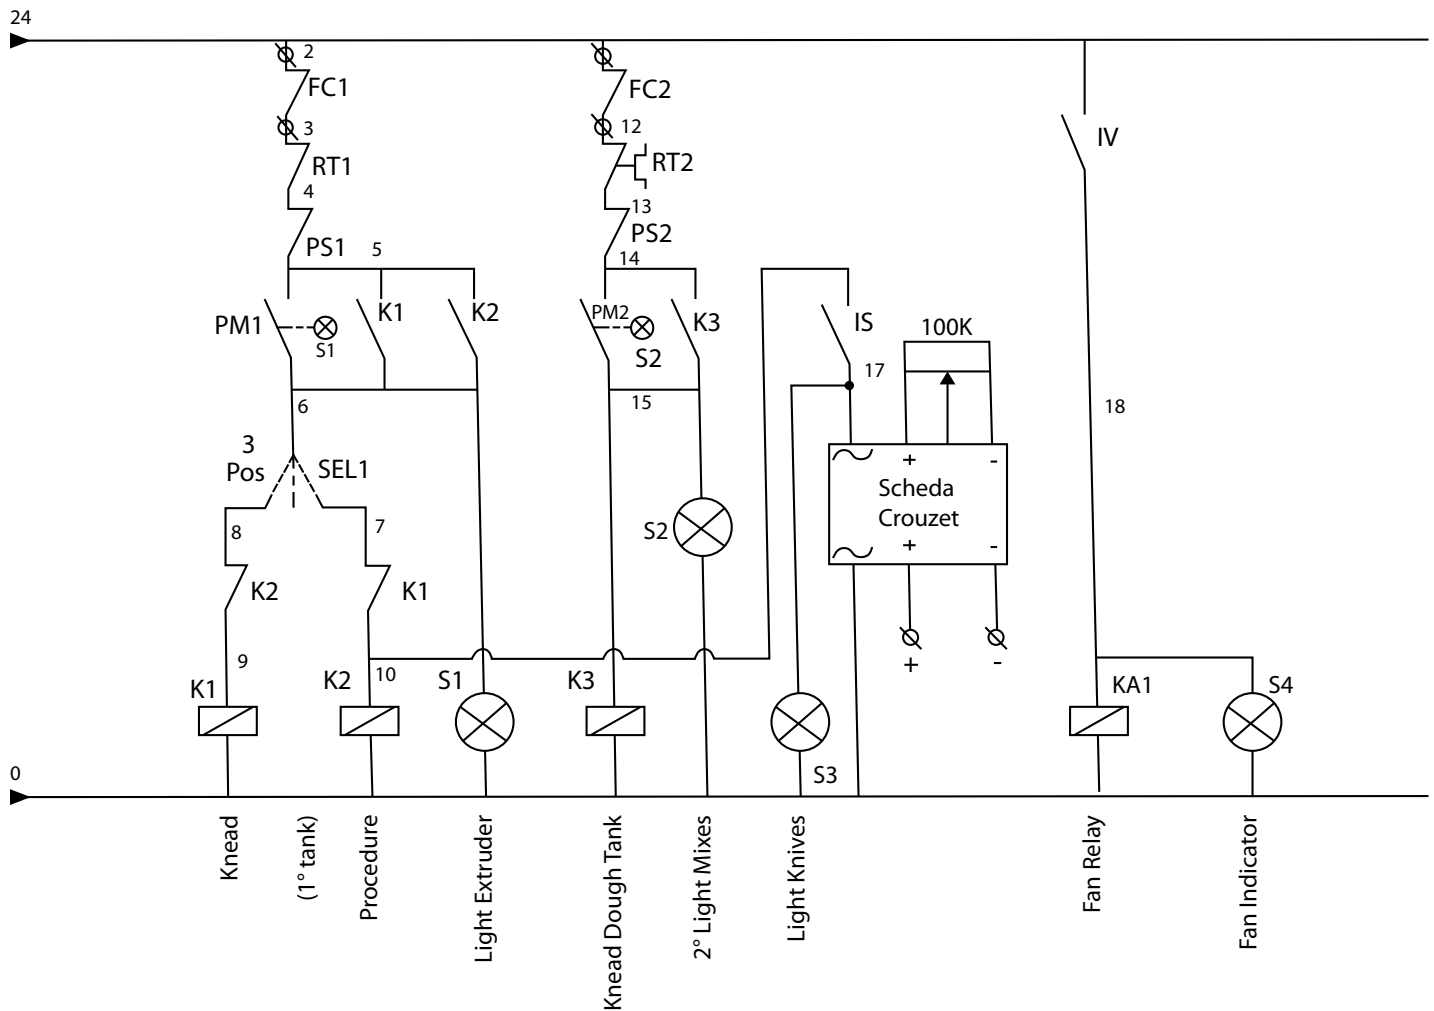 24
2
FC1
3
RT1
4
PS1
5
PM1
S1
K1
K2
6
3
Pos
SEL1
8
7
K2
K1
9
10
K1
K2
S1
FC2
12
RT2
13
PS2
14
PM2
S2
K3
15
S2
K3
IS
17
100K
+ -
Scheda
Crouzet
+ -
+ -
S3
IV
18
KA1
S4
0
Knead
(1° tank)
Procedure
Light Extruder
Knead Dough Tank
2° Light Mixes
Light Knives
Fan Relay
Fan Indicator